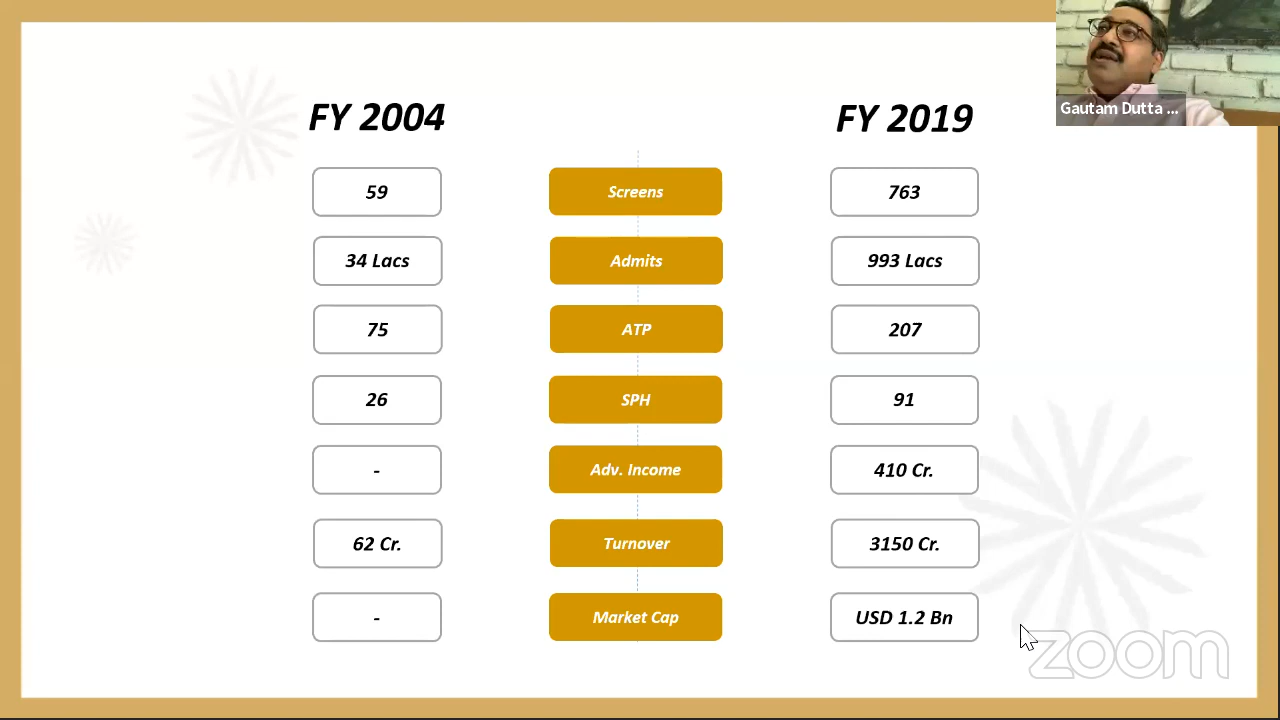 FY 2004
FY 2019
59
Screens
763
34 Lacs
Admits
993 Lacs
75
ATP
207
26
SPH
91
-
Adv. Income
410 Cr.
62 Cr.
Turnover
3150 Cr.
-
Market Cap
USD 1.2 Bn
Gautam Dutta ...
zoom